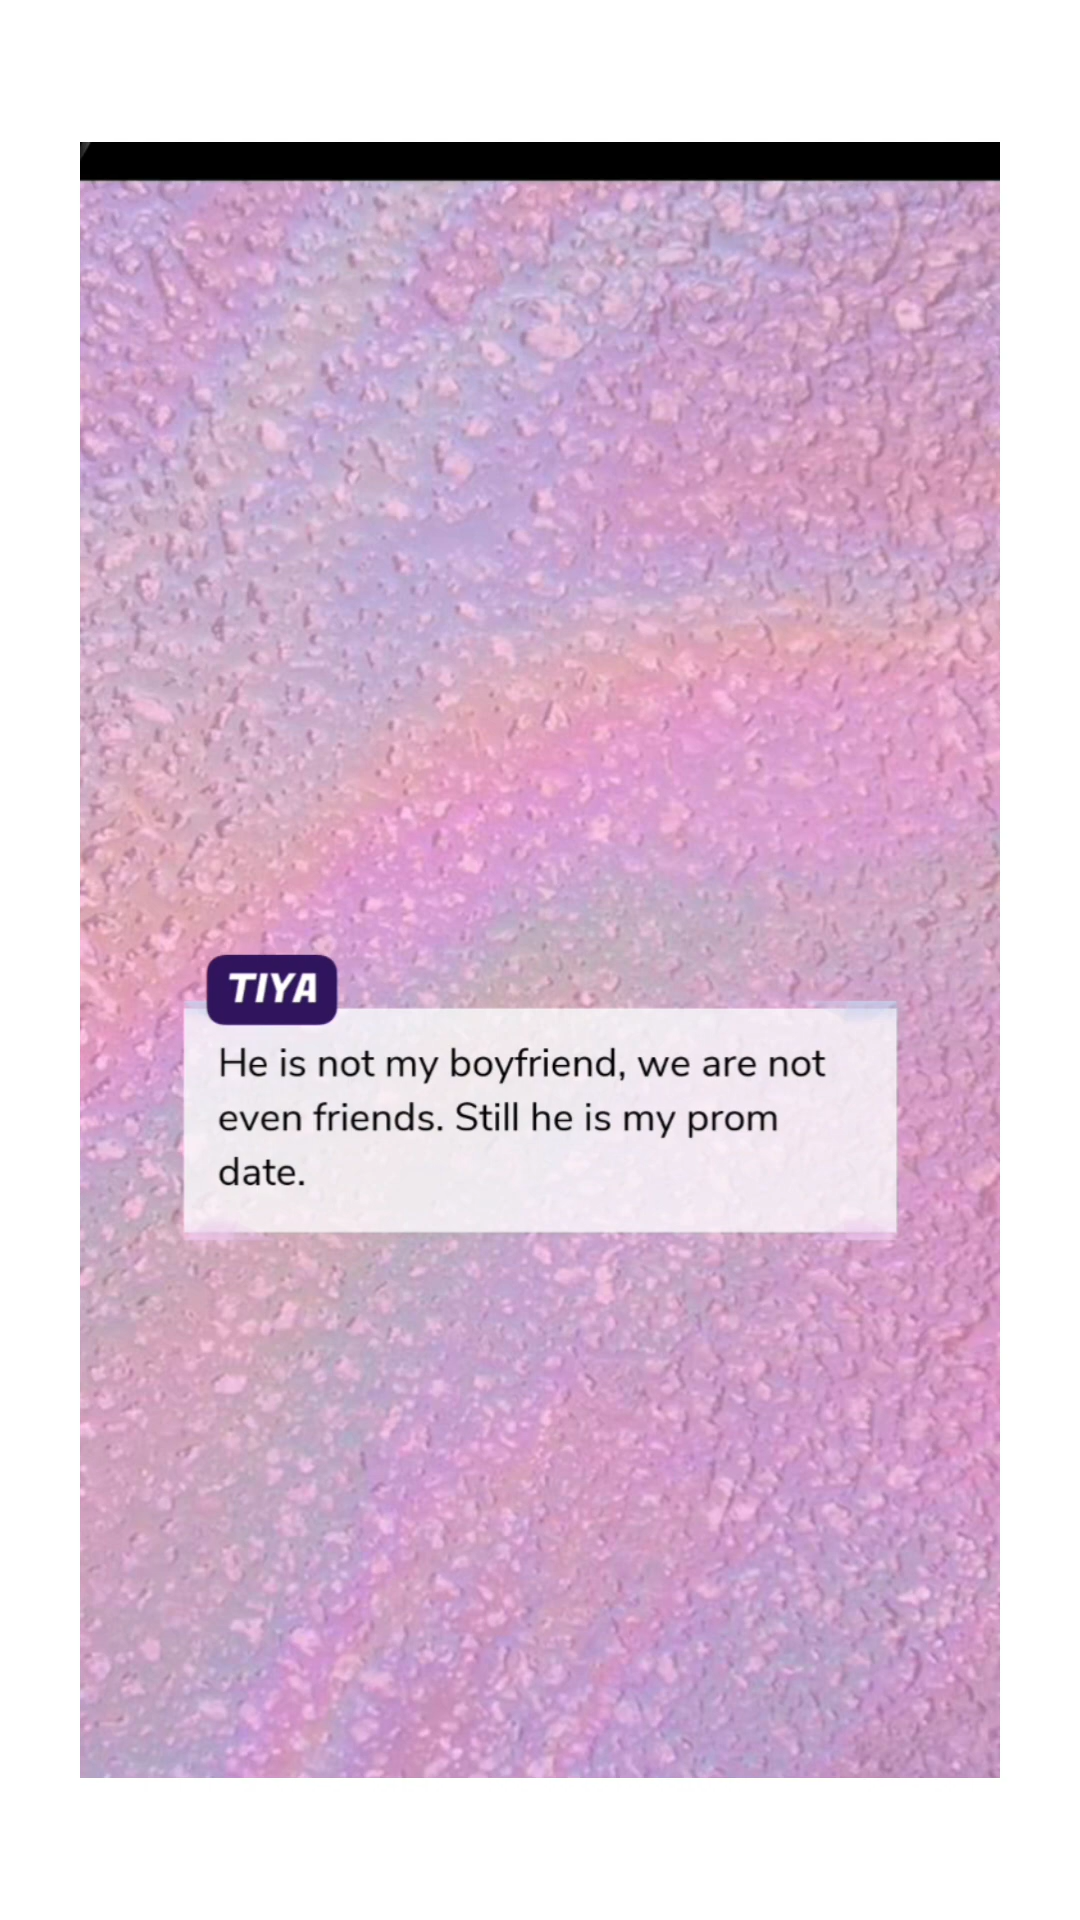 TIYA
He is not my boyfriend, we are not
even friends. Still he is my prom
date.